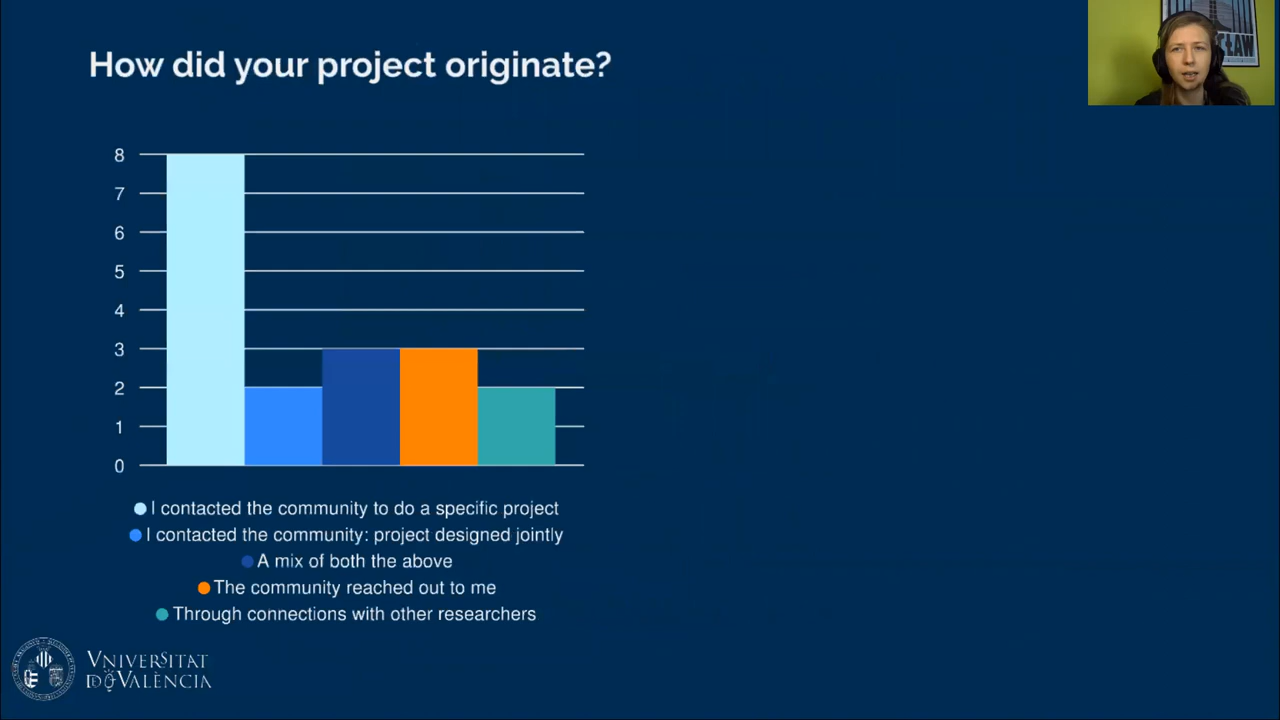 How did your project originate?
8
7
6
5
4
3
2
1
0
I contacted the community to do a specific project
I contacted the community: project designed jointly
A mix of both the above
The community reached out to me
Through connections with other researchers
VNIVERSITAT
D VALÈNCIA